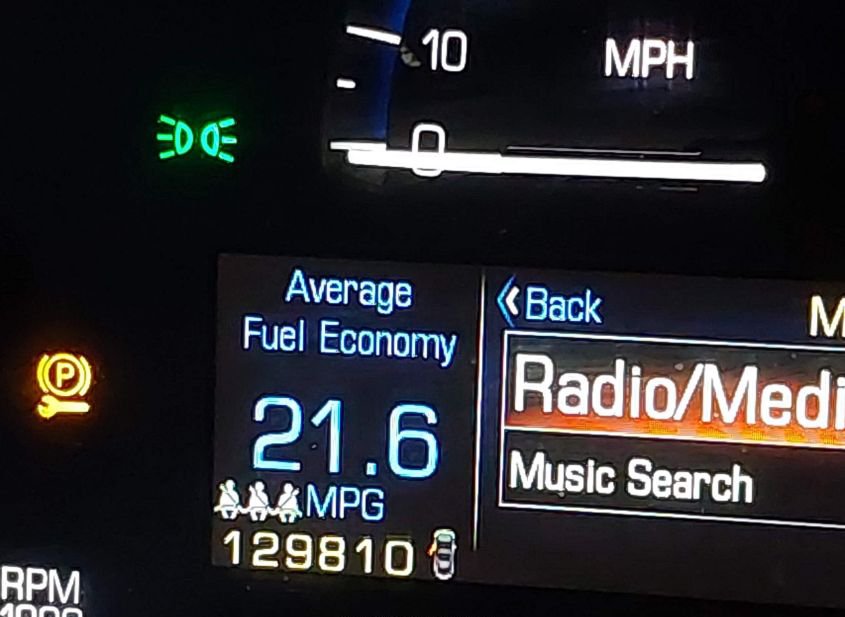 10
MPH
0
Average
Fuel Economy
21.6
MPG
129810
Back
M
Radio/Medi
Music Search
P
RPM